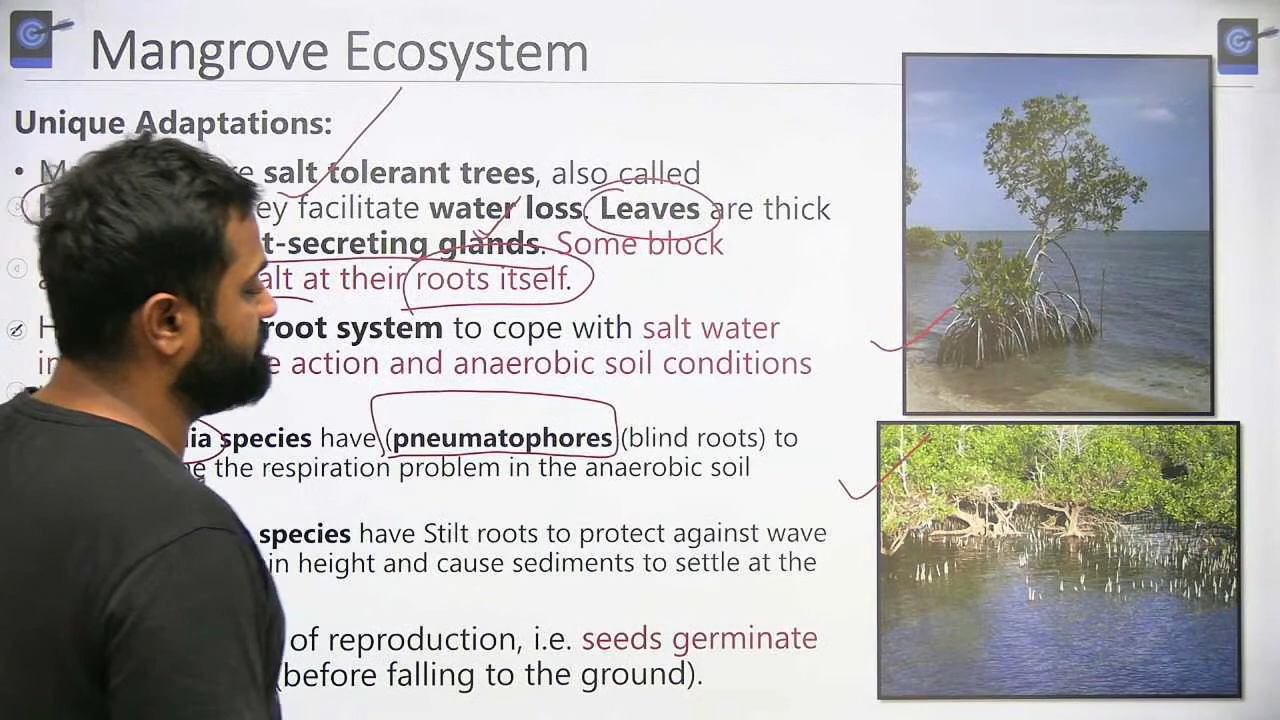 Mangrove Ecosystem
Unique Adaptations:
• salt tolerant trees, also called
facilitate water loss. Leaves are thick
t-secreting glands. Some block
alt at their roots itself.
root system to cope with salt water
action and anaerobic soil conditions
ia species have (pneumatophores (blind roots) to
the respiration problem in the anaerobic soil
species have Stilt roots to protect against wave
in height and cause sediments to settle at the
of reproduction, i.e. seeds germinate
(before falling to the ground).